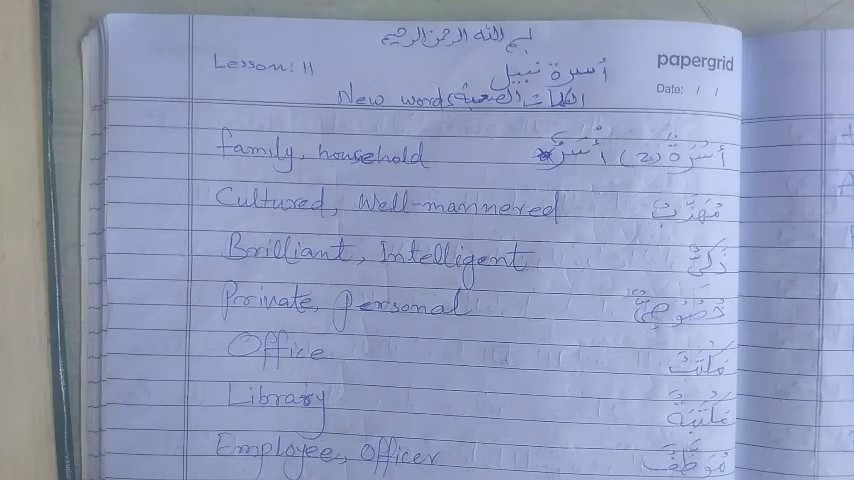 بسم الله الرحمن الرحيم
Lesson: 11 أسرة نبيل papergrid
New words الكلمات الصعبة Date: / /
family, household أُسْرَةٌ (ج) أُسَرٌ
Cultured, Well-mannered مُهَذَّبٌ
Brilliant, Intelligent ذَكِيٌّ
Private, personal خُصُوصِيٌّ
Office مَكْتَبٌ
Library مَكْتَبَةٌ
Employee, Officer مُوَظَّفٌ